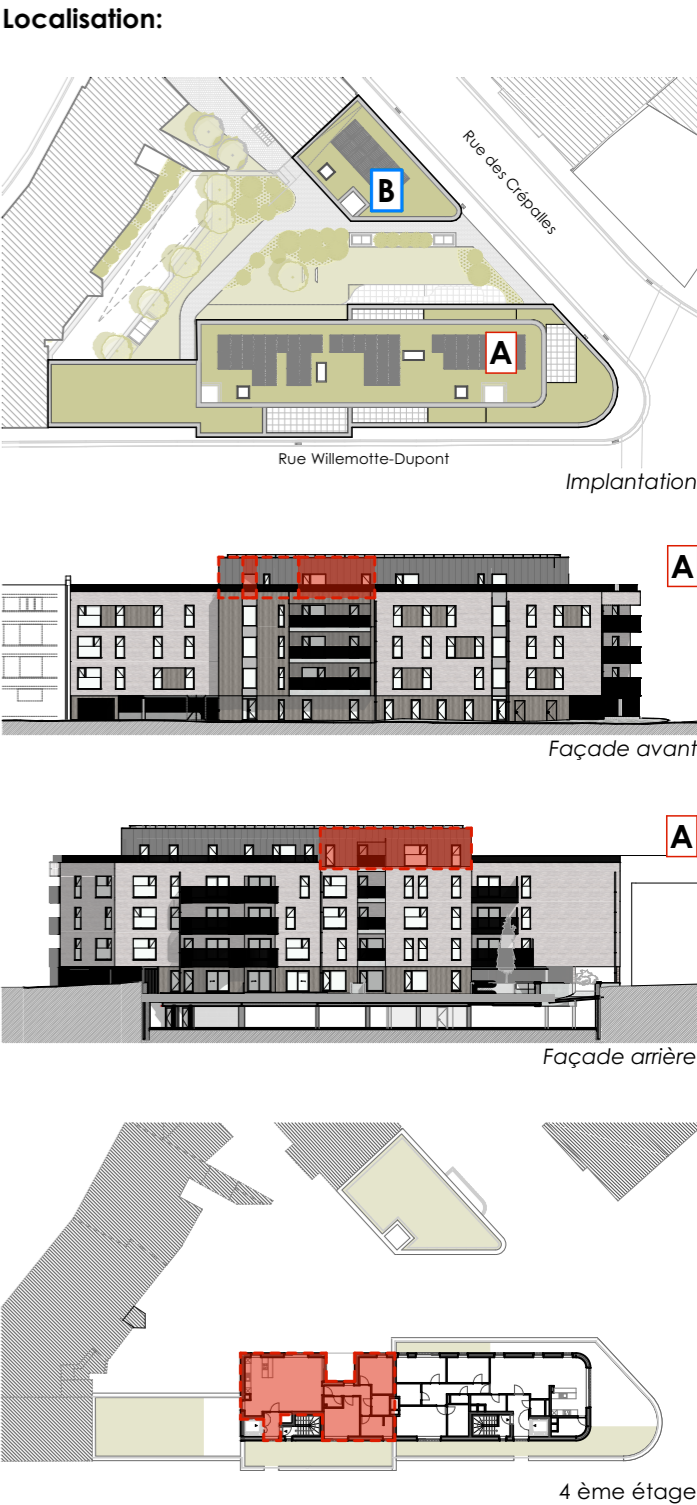 Localisation:
Rue des Crépalles
B
A
Rue Willemotte-Dupont
Implantation
A
Façade avant
A
Façade arrière
4 ème étage